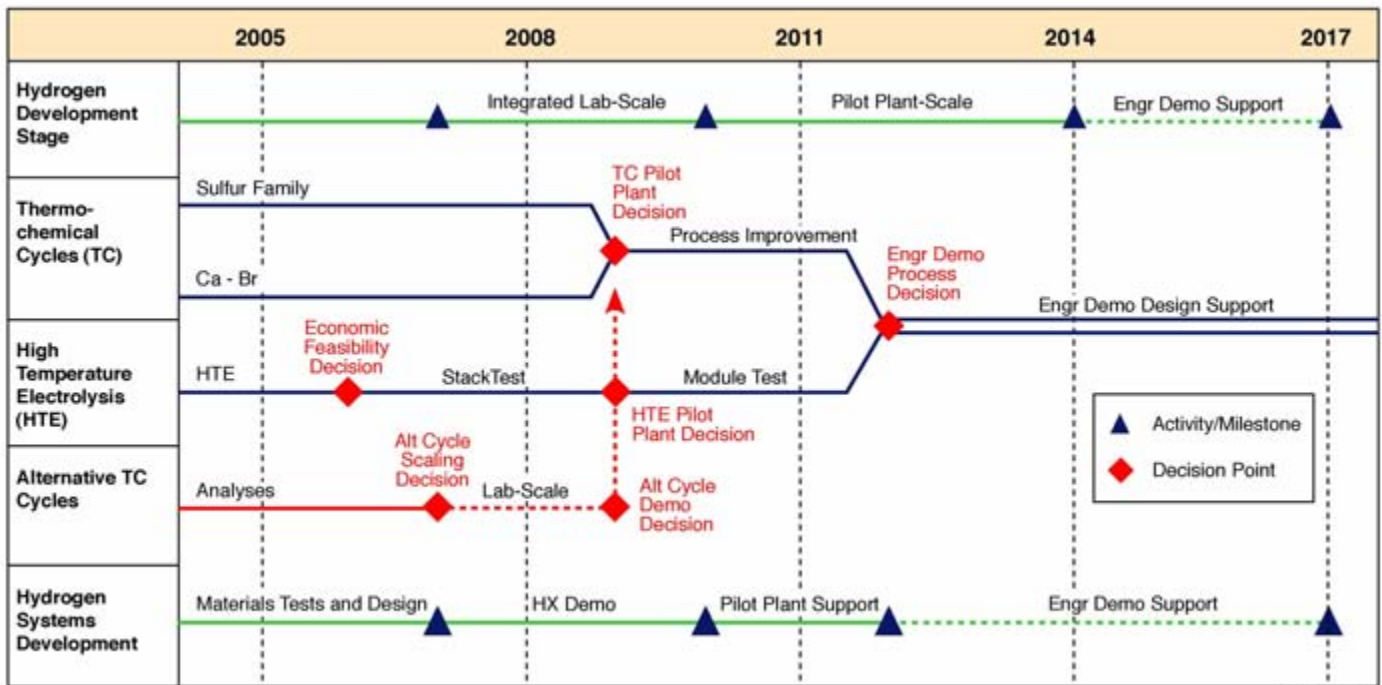 2005 2008 2011 2014 2017
Hydrogen
Development
Stage
Integrated Lab-Scale
Pilot Plant-Scale
Engr Demo Support
Thermo-
chemical
Cycles (TC)
Sulfur Family
Ca - Br
TC Pilot
Plant
Decision
Process Improvement
Engr Demo
Process
Decision
Engr Demo Design Support
High
Temperature
Electrolysis
(HTE)
HTE
Economic
Feasibility
Decision
StackTest
Module Test
HTE Pilot
Plant Decision
Activity/Milestone
Decision Point
Alternative TC
Cycles
Analyses
Alt Cycle
Scaling
Decision
Lab-Scale
Alt Cycle
Demo
Decision
Hydrogen
Systems
Development
Materials Tests and Design
HX Demo
Pilot Plant Support
Engr Demo Support